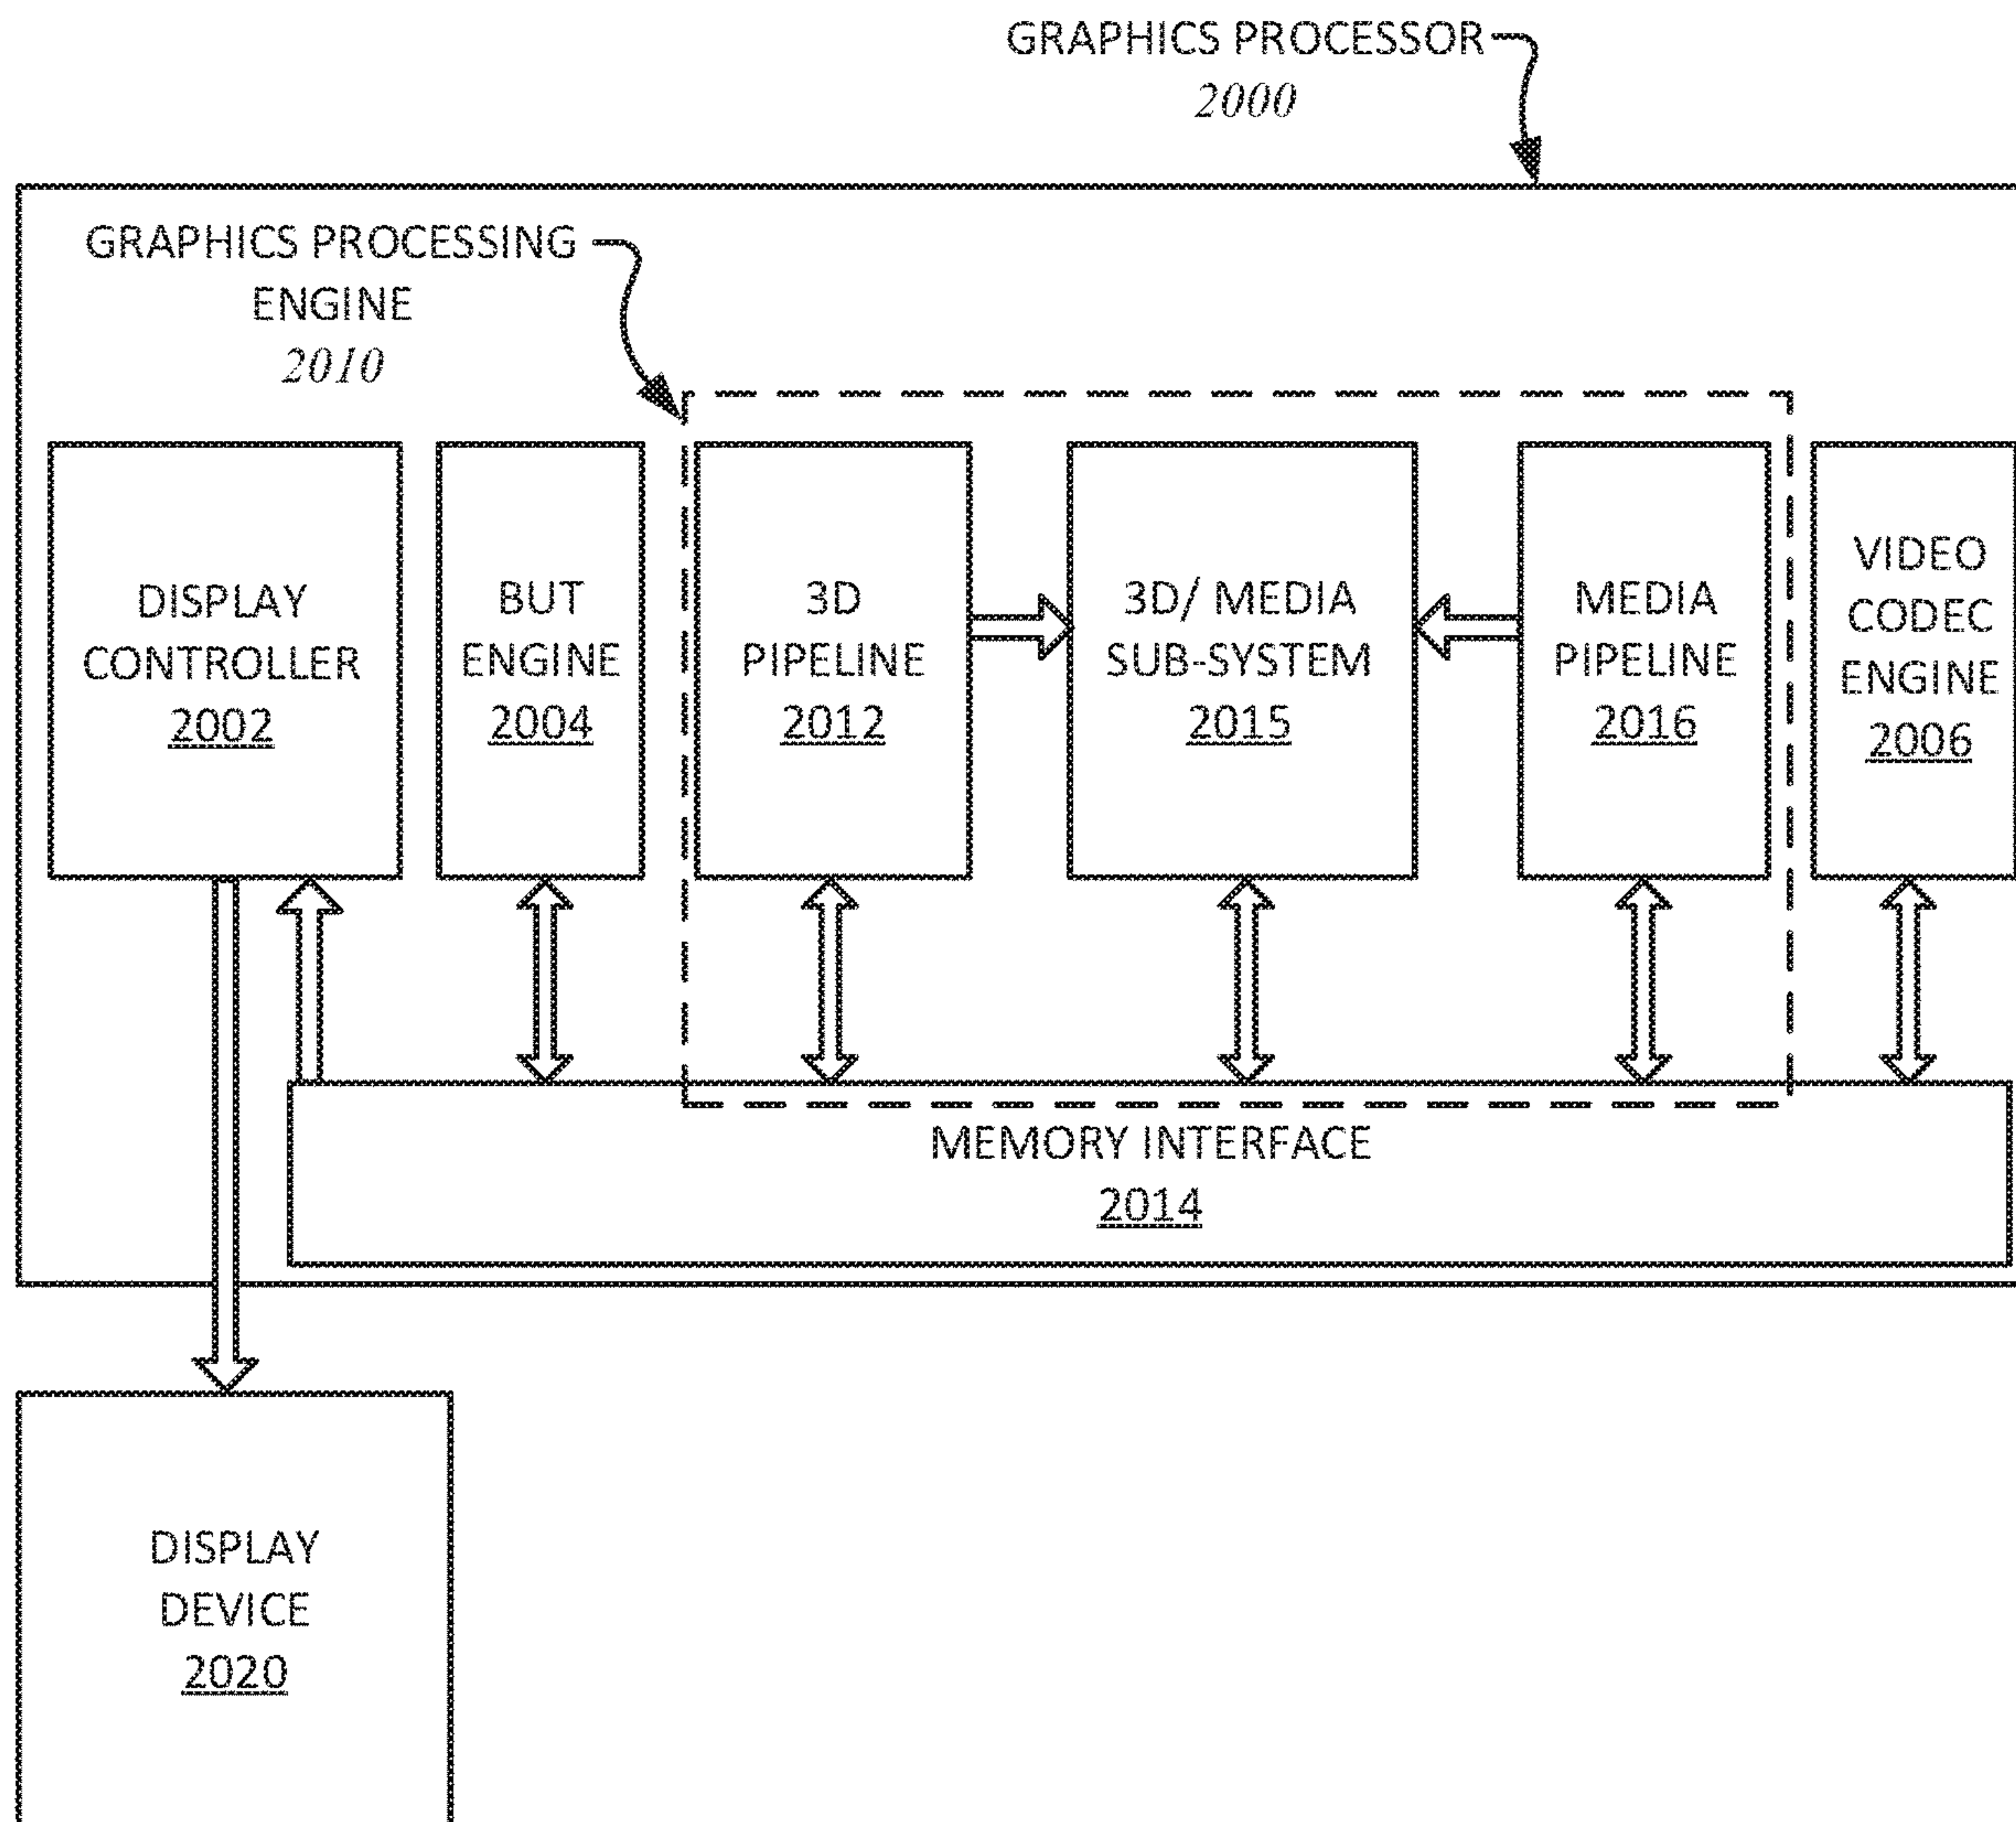 GRAPHICS PROCESSOR
2000
GRAPHICS PROCESSING
ENGINE
2010
DISPLAY
CONTROLLER
2002
BUT
ENGINE
2004
3D
PIPELINE
2012
3D/ MEDIA
SUB-SYSTEM
2015
MEDIA
PIPELINE
2016
VIDEO
CODEC
ENGINE
2006
MEMORY INTERFACE
2014
DISPLAY
DEVICE
2020